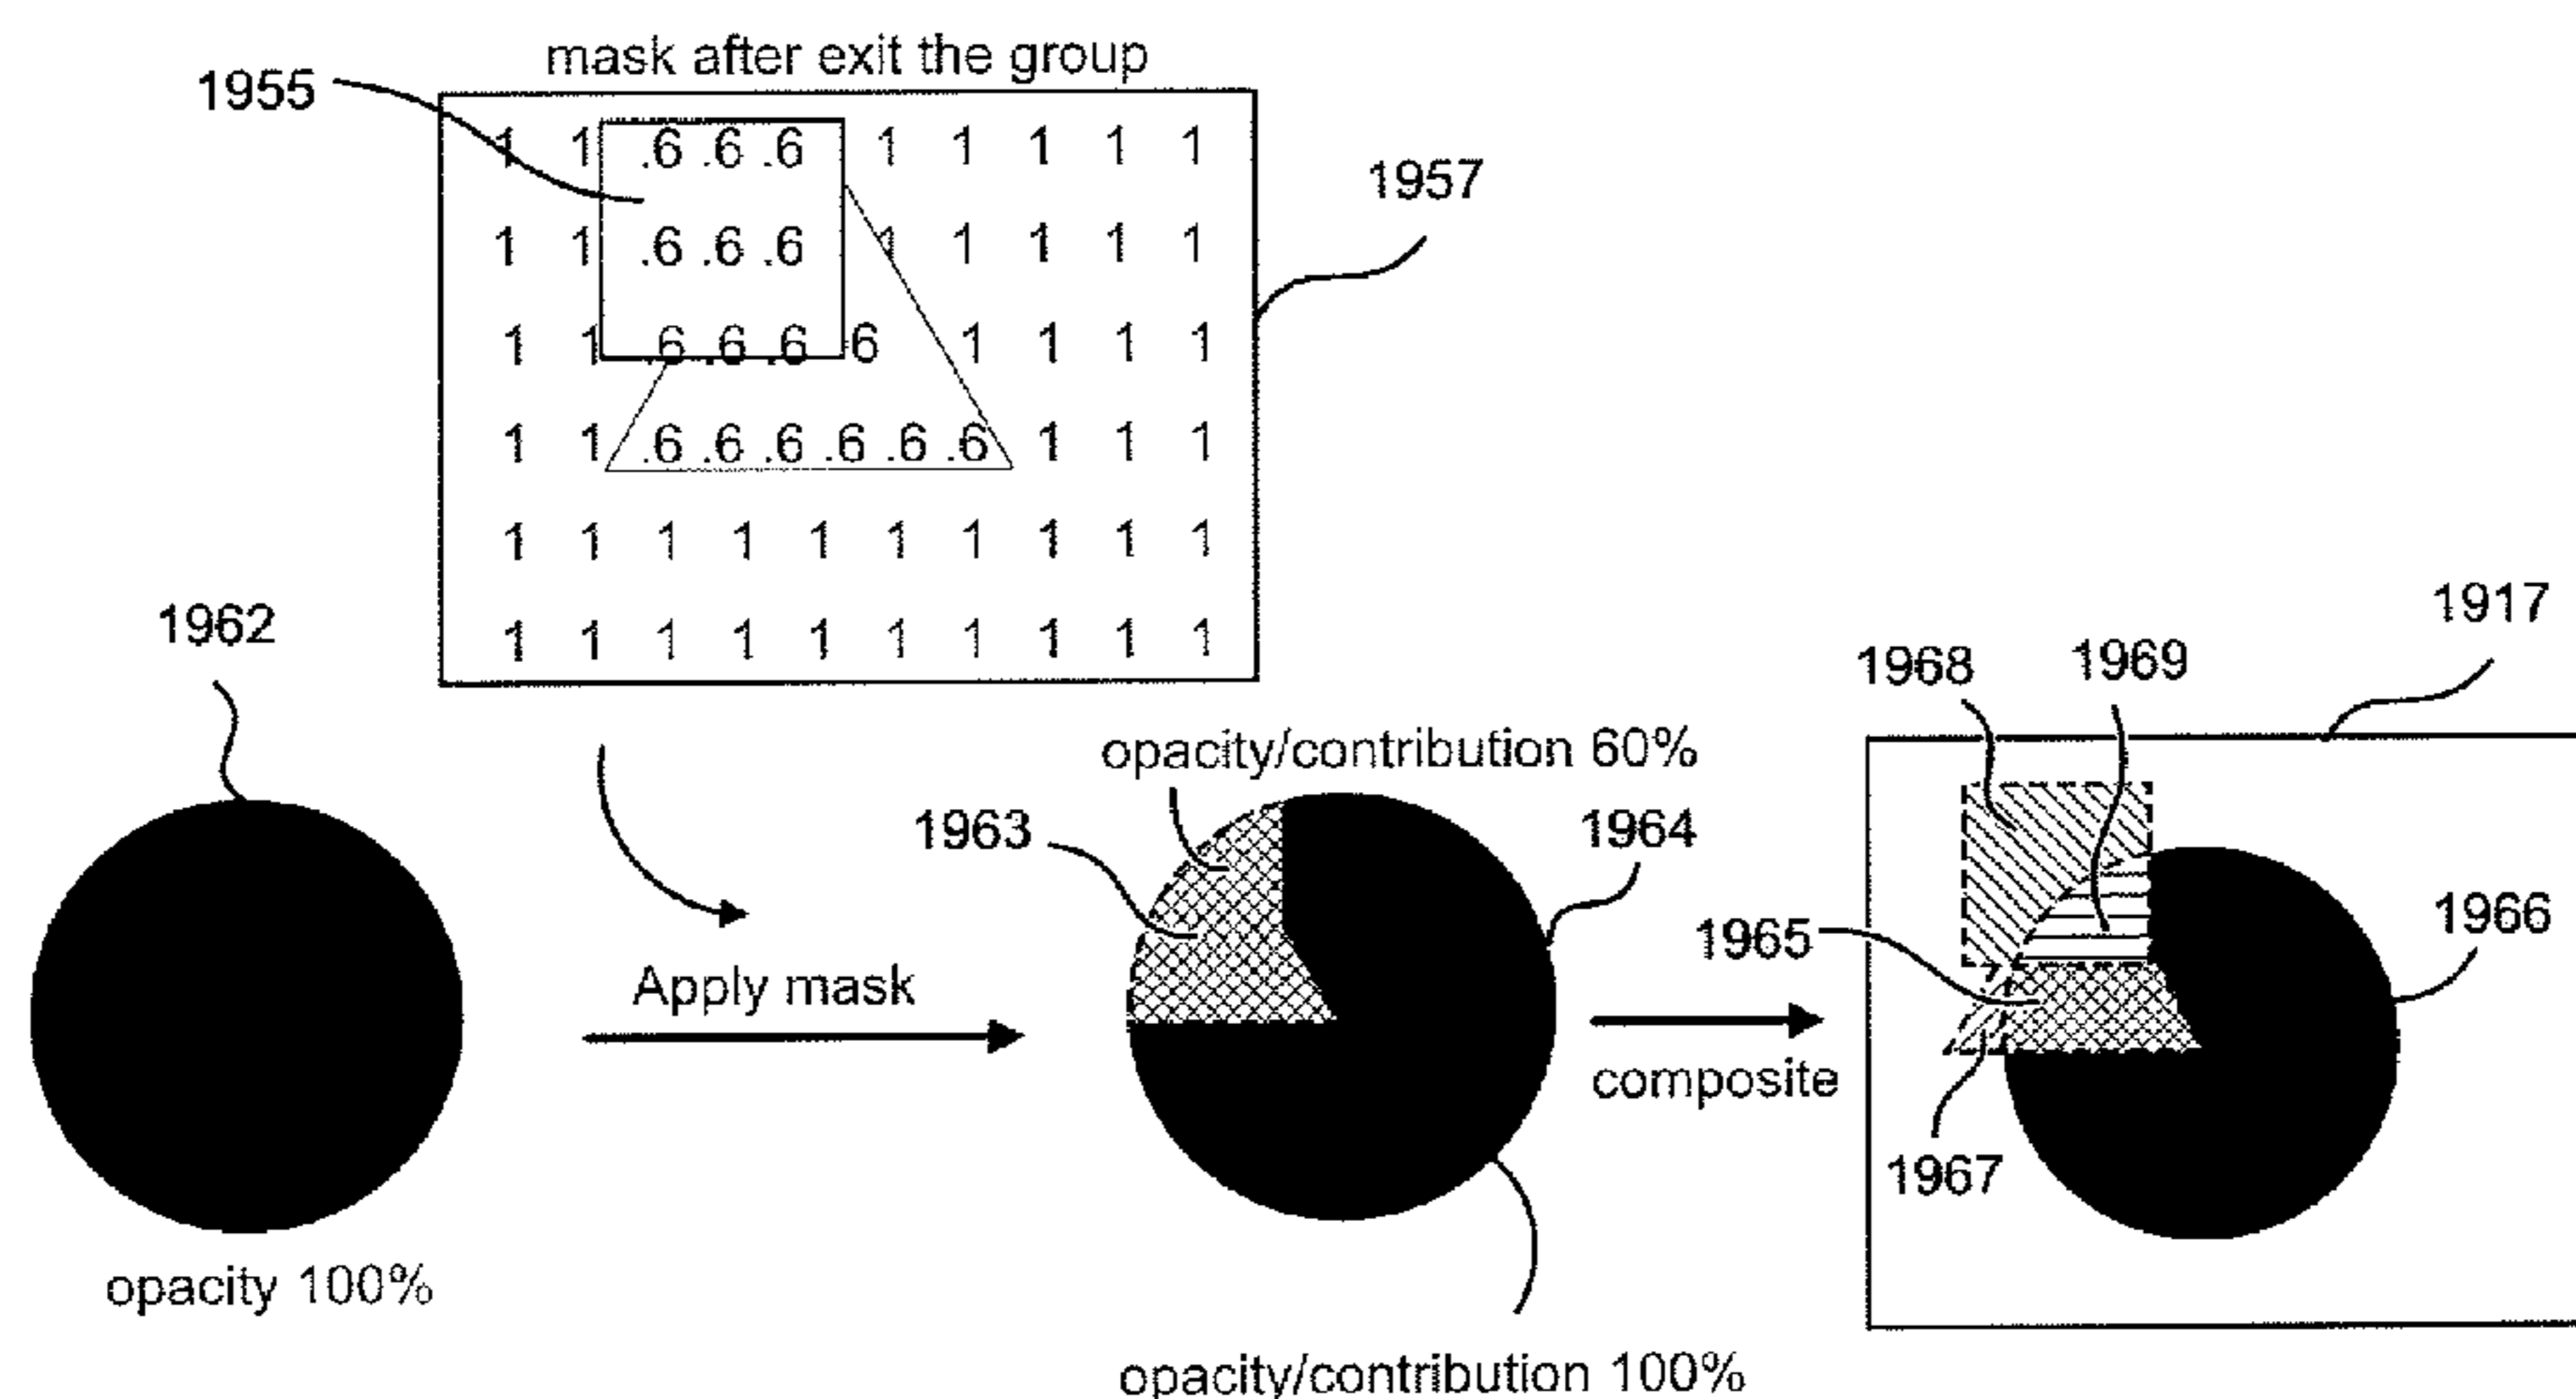 mask after exit the group
1955
1 1 .6 .6 .6 1 1 1 1 1
1957
1 1 .6 .6 .6 1 1 1 1 1
1 1 .6 .6 .6 .6 1 1 1 1
1 1 .6 .6 .6 .6 .6 .6 1 1 1
1 1 1 1 1 1 1 1 1 1
1 1 1 1 1 1 1 1 1 1
1962
1917
1968 1969
opacity/contribution 60%
1963
1964
1965
1966
Apply mask
composite
1967
opacity 100%
opacity/contribution 100%